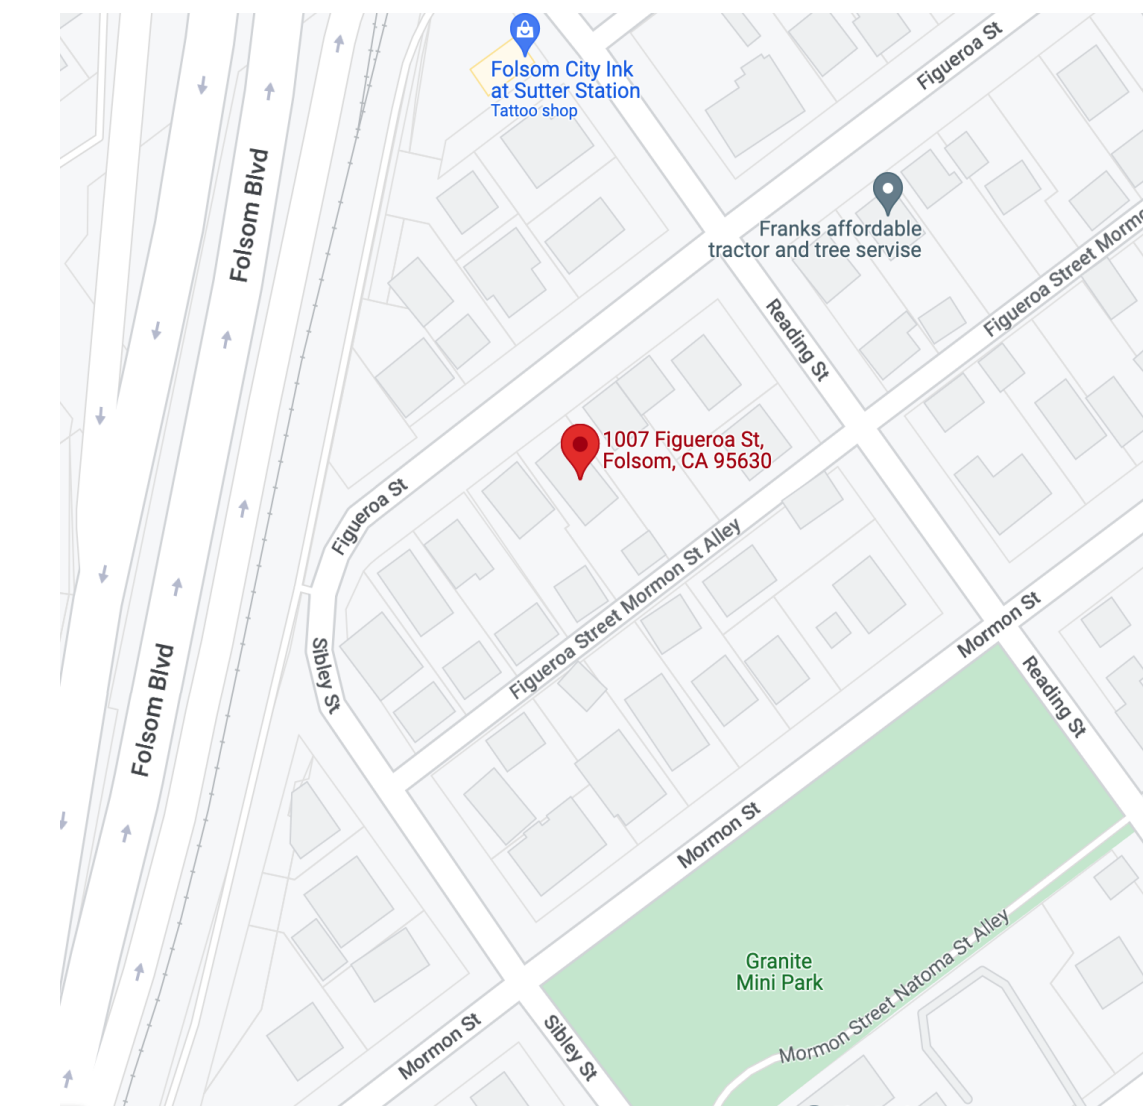 Figueroa St
Folsom City Ink
at Sutter Station
Tattoo shop
Folsom Blvd
Franks affordable
tractor and tree servise
Figueroa Street Mormo
Reading St
1007 Figueroa St,
Folsom, CA 95630
Figueroa St
Figueroa Street Mormon St Alley
Mormon St
Sibley St
Reading St
Folsom Blvd
Mormon St
Granite
Mini Park
Mormon Street Natoma St Alley
Mormon St
Sibley St